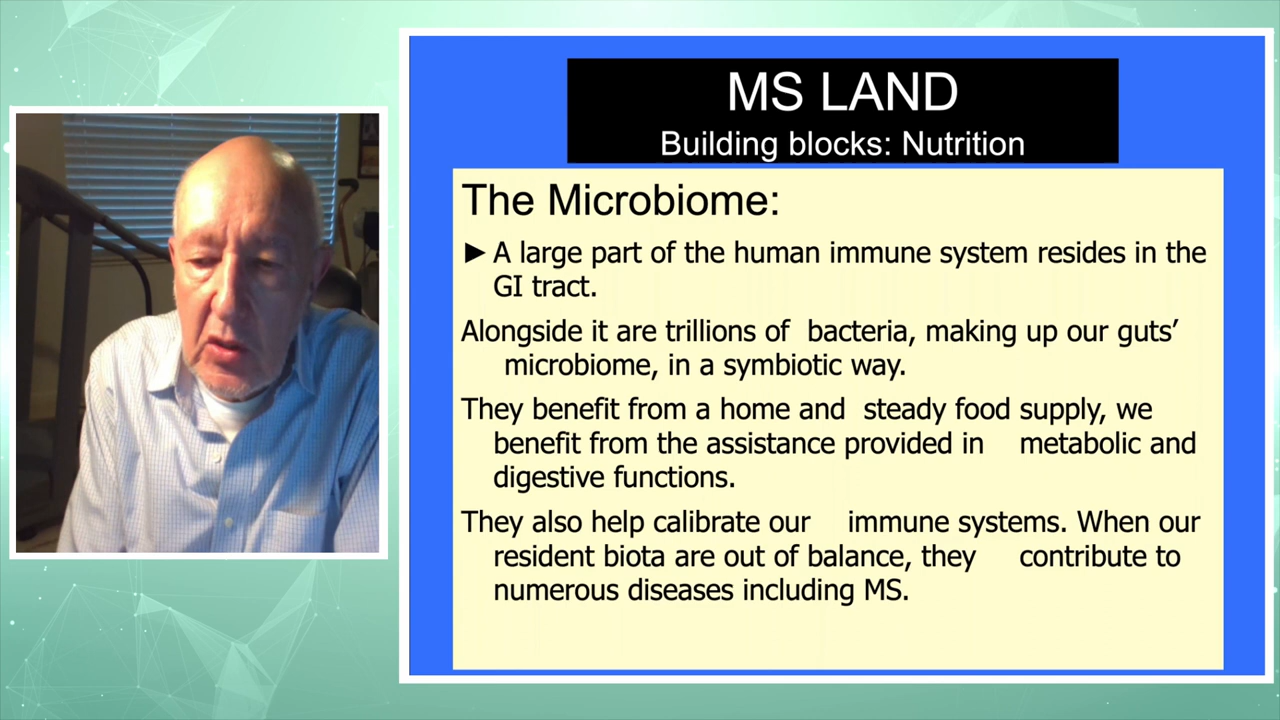 MS LAND
Building blocks: Nutrition
The Microbiome:
► A large part of the human immune system resides in the
GI tract.
Alongside it are trillions of bacteria, making up our guts’
microbiome, in a symbiotic way.
They benefit from a home and steady food supply, we
benefit from the assistance provided in metabolic and
digestive functions.
They also help calibrate our immune systems. When our
resident biota are out of balance, they contribute to
numerous diseases including MS.